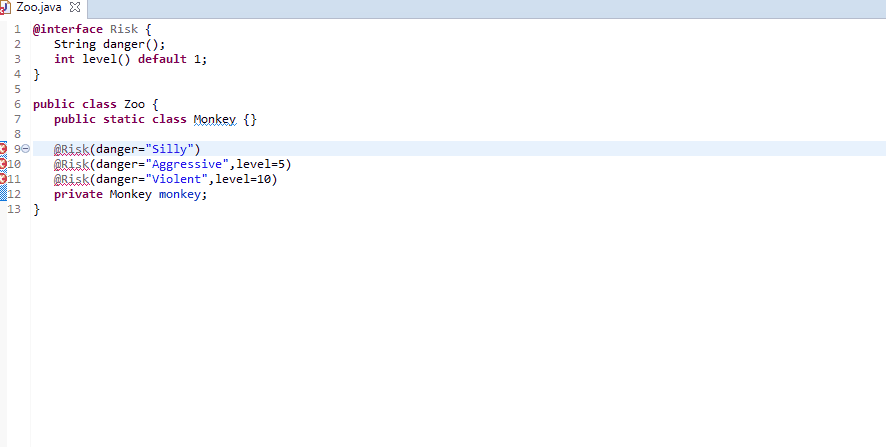 Zoo.java
1 @interface Risk {
2 String danger();
3 int level() default 1;
4 }
5
6 public class Zoo {
7 public static class Monkey {}
8
9 @Risk(danger="Silly")
10 @Risk(danger="Aggressive",level=5)
11 @Risk(danger="Violent",level=10)
12 private Monkey monkey;
13 }